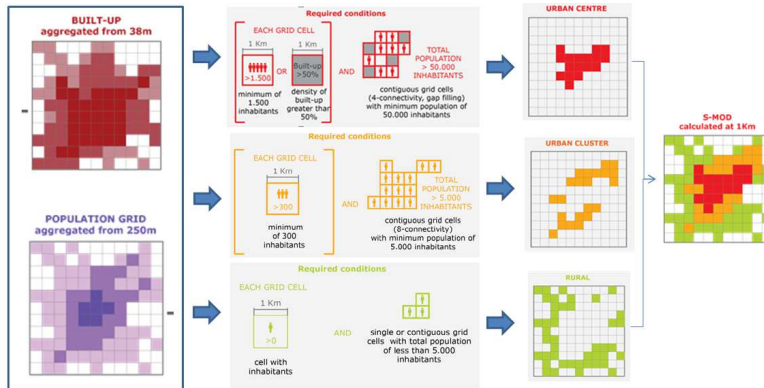 BUILT-UP
aggregated from 38m
POPULATION GRID
aggregated from 250m
Required conditions
EACH GRID CELL
1 Km
1 Km
>1.500
OR
Built-up
>50%
AND
TOTAL
POPULATION
> 50.000
INHABITANTS
minimum of
1.500
inhabitants
density of
built-up
greater than
50%
contiguous grid cells
(4-connectivity, gap filling)
with minimum population of
50.000 inhabitants
URBAN CENTRE
Required conditions
EACH GRID CELL
1 Km
>300
AND
TOTAL
POPULATION
> 5.000
INHABITANTS
minimum
of 300
inhabitants
contiguous grid cells
(8-connectivity)
with minimum population of
5.000 inhabitants
URBAN CLUSTER
Required conditions
EACH GRID CELL
1 Km
>0
AND
cell with
inhabitants
single or contiguous grid
cells with total population
of less than 5.000
inhabitants
RURAL
S-MOD
calculated at 1Km